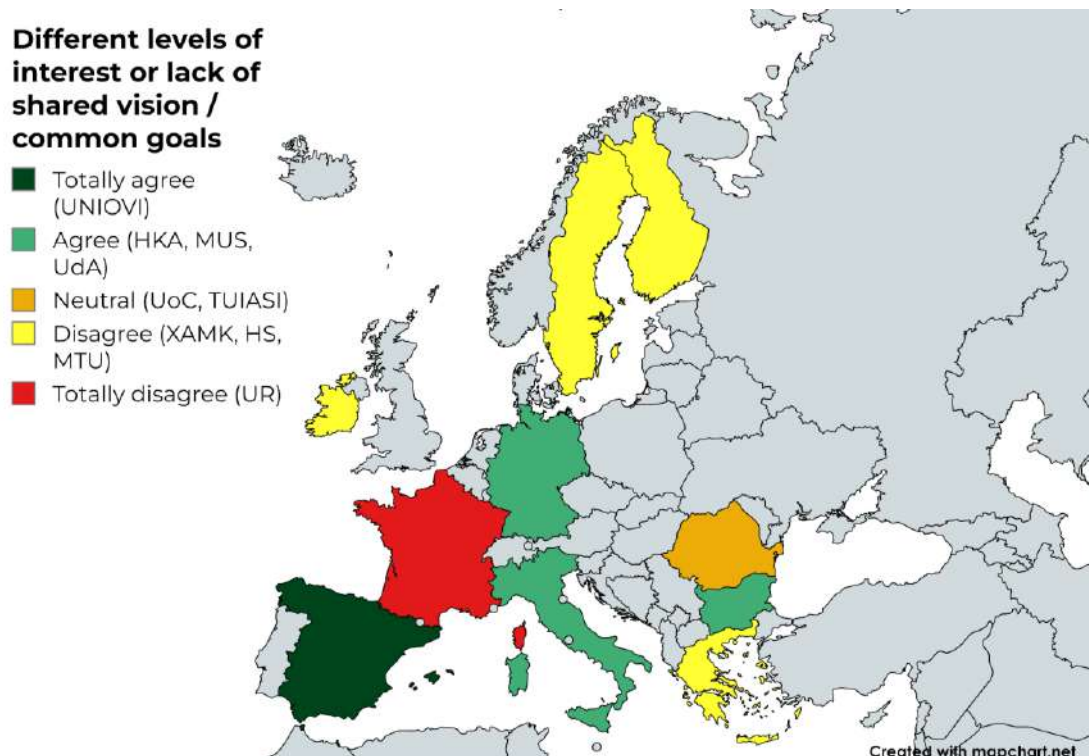 Different levels of
interest or lack of
shared vision /
common goals
Totally agree
(UNIOVI)
Agree (HKA, MUS,
UdA)
Neutral (UoC, TUIASI)
Disagree (XAMK, HS,
MTU)
Totally disagree (UR)
Created with mapchart.net